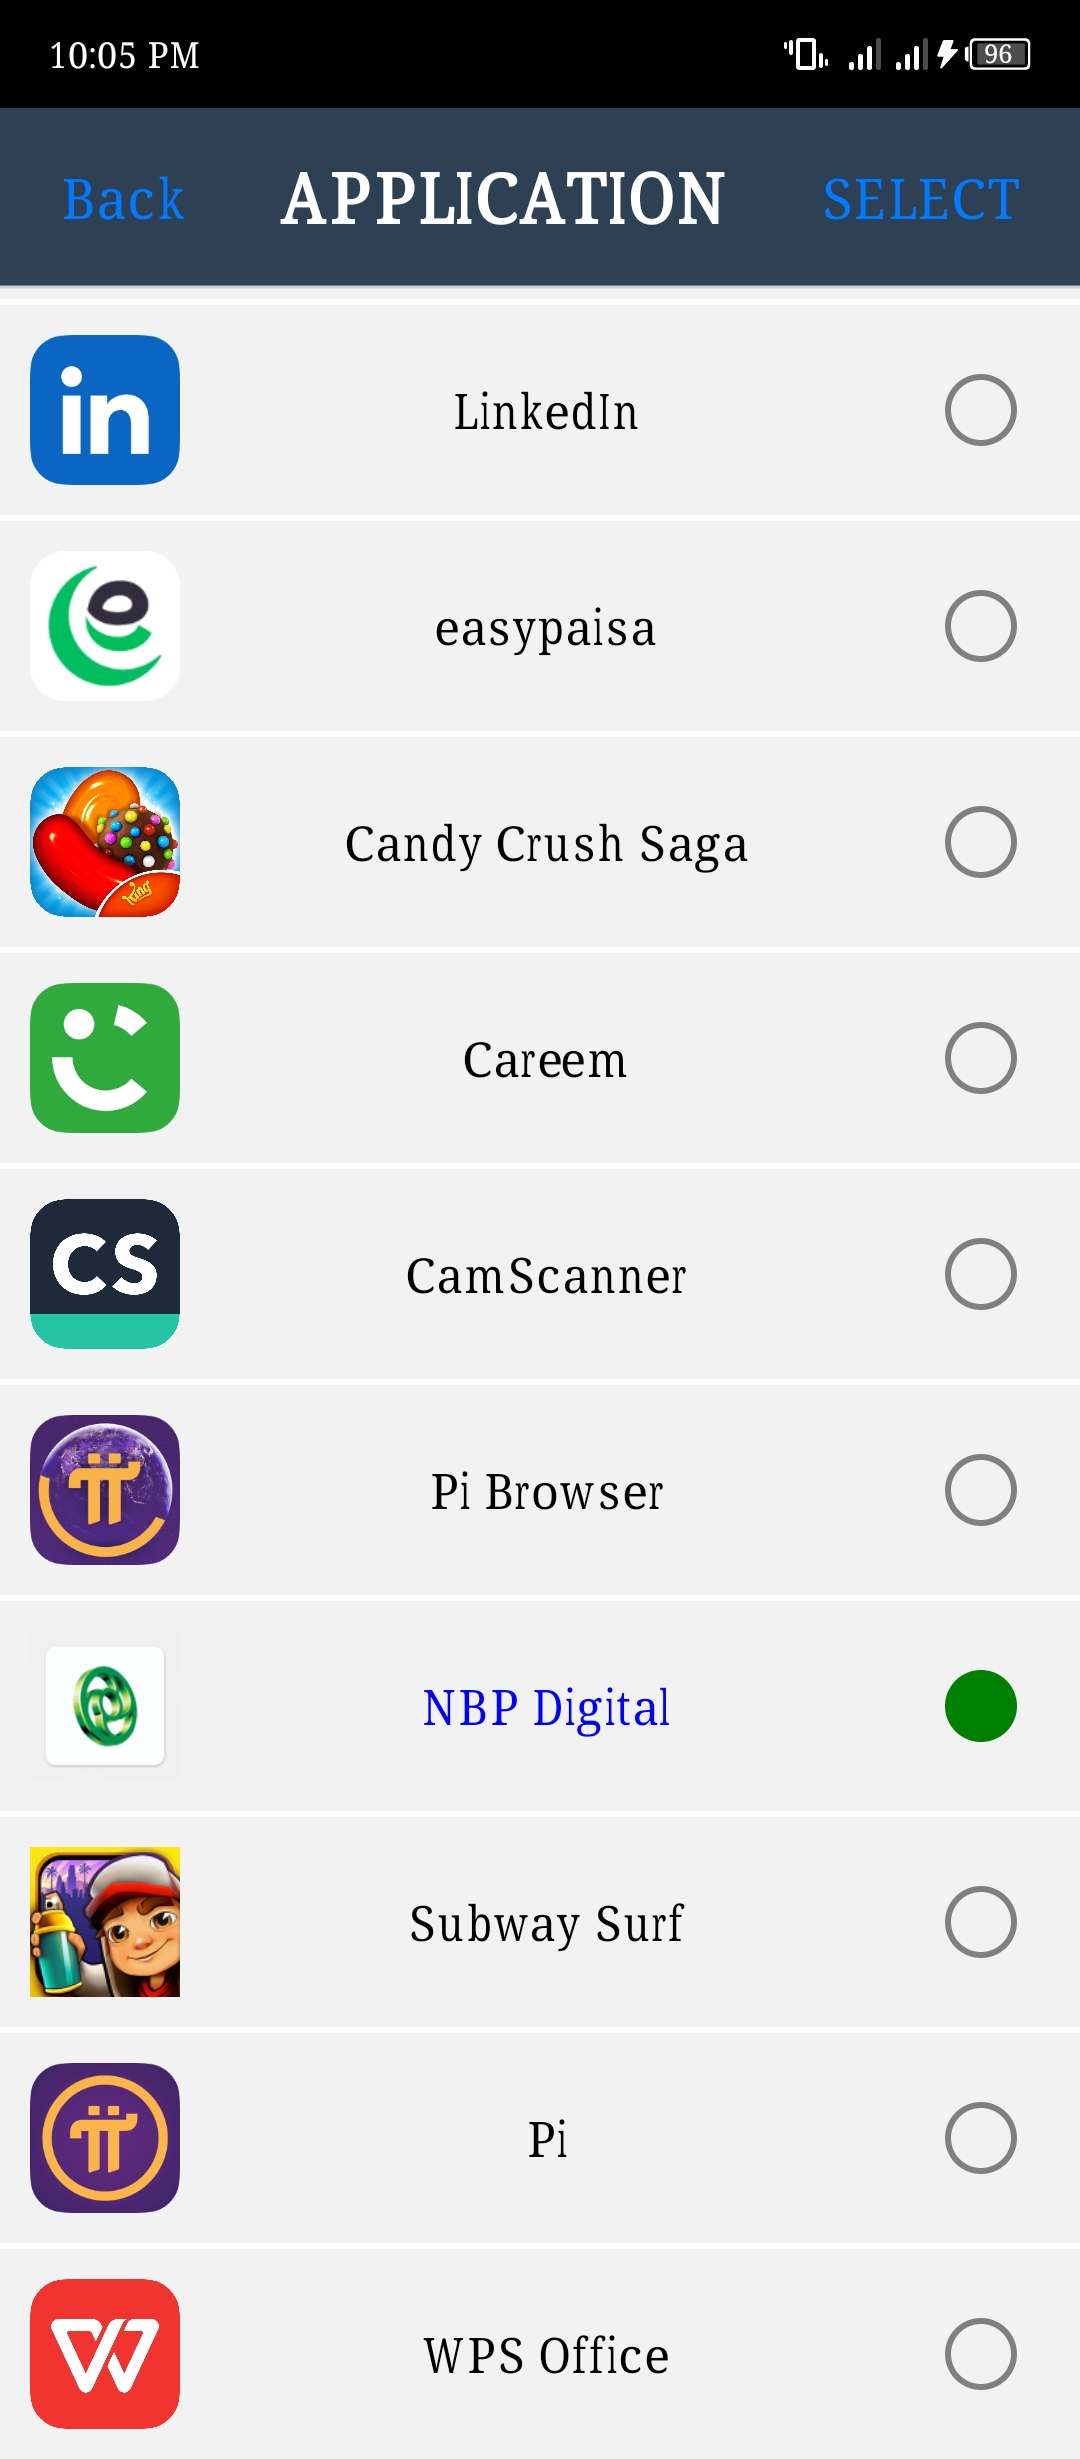 10:05 PM
96
Back
APPLICATION
SELECT
in
LinkedIn
e
easypaisa
King
Candy Crush Saga
Careem
CS
CamScanner
Pi Browser
NBP Digital
Subway Surf
Pi
W
WPS Office